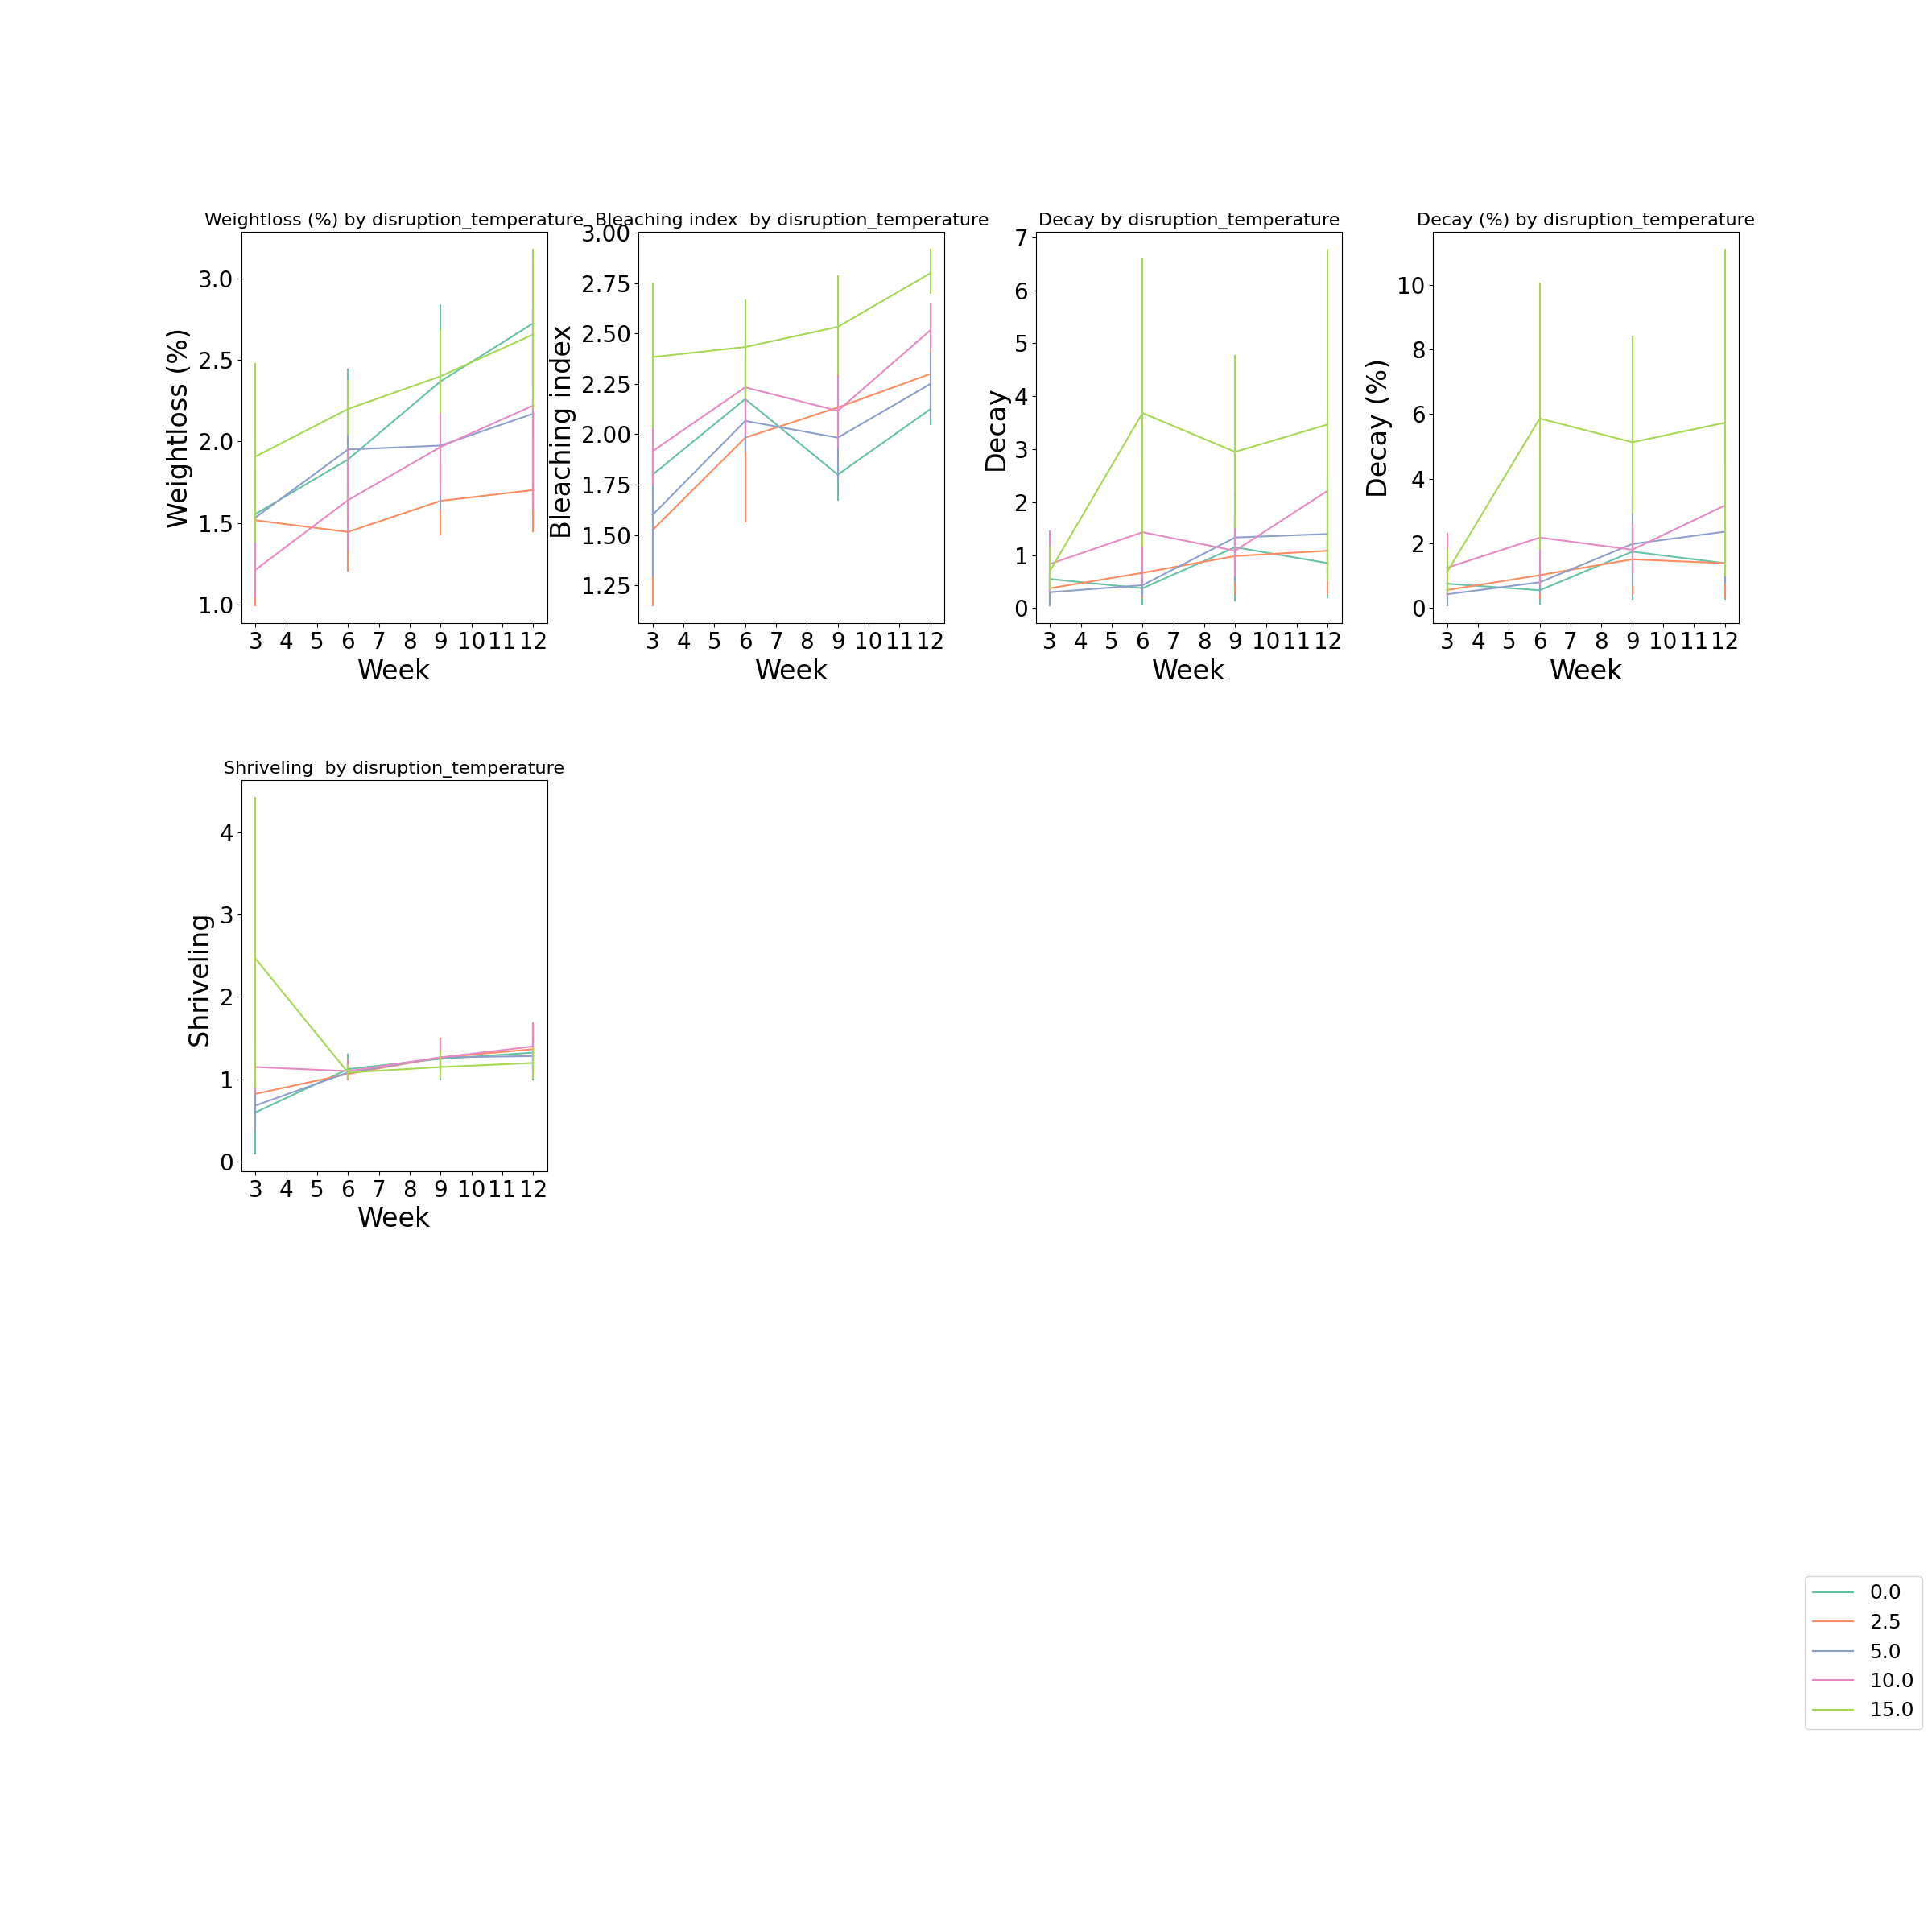 Weightloss (%) by disruption_temperature
Bleaching index  by disruption_temperature
Decay by disruption_temperature
Decay (%) by disruption_temperature
Weightloss (%)
3.0
2.5
2.0
1.5
1.0
3 4 5 6 7 8 9 10 11 12
Week
Bleaching index
3.00
2.75
2.50
2.25
2.00
1.75
1.50
1.25
3 4 5 6 7 8 9 10 11 12
Week
Decay
7
6
5
4
3
2
1
0
3 4 5 6 7 8 9 10 11 12
Week
Decay (%)
10
8
6
4
2
0
3 4 5 6 7 8 9 10 11 12
Week
Shriveling  by disruption_temperature
Shriveling
4
3
2
1
0
3 4 5 6 7 8 9 10 11 12
Week
0.0
2.5
5.0
10.0
15.0